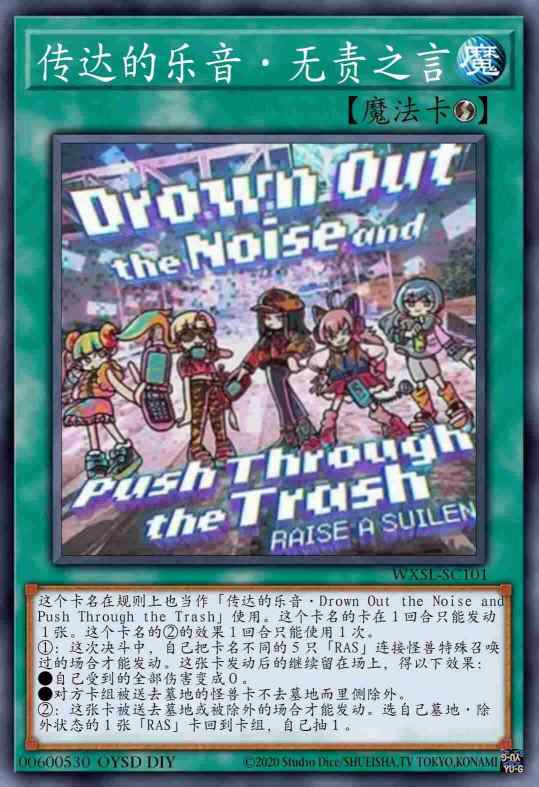 传达的乐音·无责之言 魔
【魔法卡】
Drown Out
the Noise and
Push Through
the Trash
RAISE A SUILEN
WXSL-SC101
这个卡名在规则上也当作「传达的乐音·Drown Out the Noise and
Push Through the Trash」使用。这个卡名的卡在1回合只能发动
1张。这个卡名的②的效果1回合只能使用1次。
①：这次决斗中，自己把卡名不同的5只「RAS」连接怪兽特殊召唤
过的场合才能发动。这张卡发动后的继续留在场上，得以下效果：
●自己受到的全部伤害变成0。
●对方卡组被送去墓地的怪兽卡不去墓地而里侧除外。
②：这张卡被送去墓地或被除外的场合才能发动。选自己墓地·除
外状态的1张「RAS」卡回到卡组，自己抽1。
00600530 OYSD DIY
©2020 Studio Dice/SHUEISHA,TV TOKYO,KONAMI